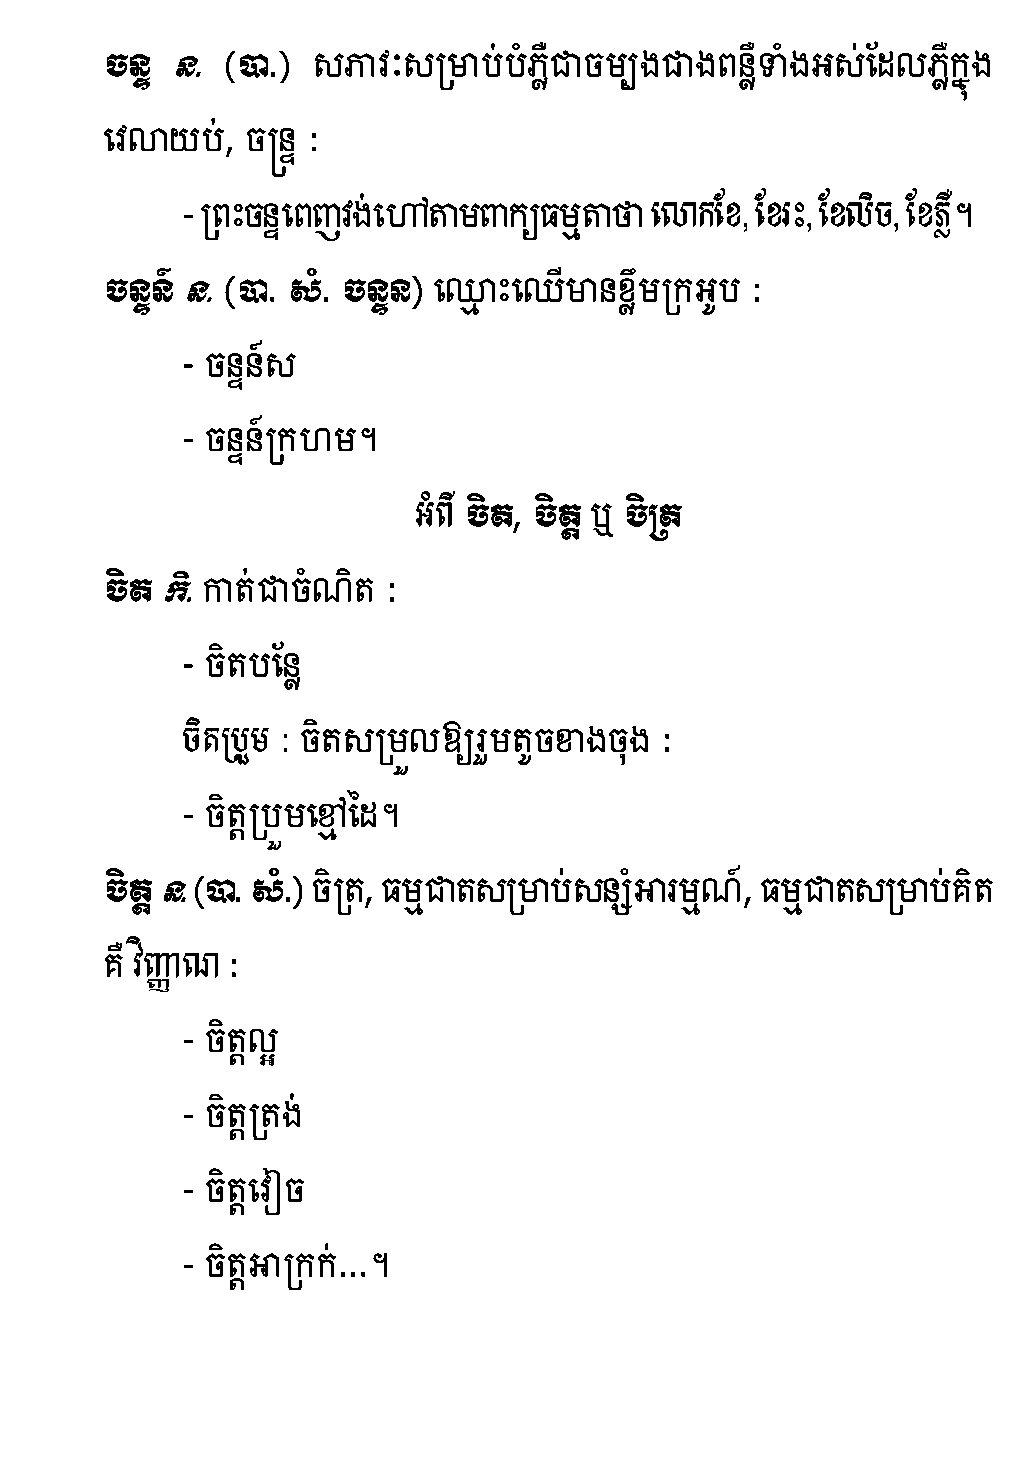 ចន្ទ ន. (បា.) សភាវៈសម្រាប់បំភ្លឺជាចម្បងជាងពន្លឺទាំងអស់ដែលភ្លឺក្នុង
វេលាយប់, ចន្ទ្រ :
- ព្រះចន្ទពេញវង់ហៅតាមពាក្យធម្មតាថា លោកខែ, ខែរះ, ខែលិច, ខែភ្លឺ។
ចន្ទន៍ ន. (បា. សំ. ចន្ទន) ឈ្មោះឈើមានខ្លឹមក្រអូប :
- ចន្ទន៍ស
- ចន្ទន៍ក្រហម។
អំពី ចិត, ចិត្ត ឬ ចិត្រ
ចិត កិ. កាត់ជាចំណិត :
- ចិតបន្លែ
ចិតប្រួម : ចិតសម្រួលឱ្យរួមតូចខាងចុង :
- ចិត្តប្រួមខ្មៅដៃ។
ចិត្ត ន. (បា. សំ.) ចិត្រ, ធម្មជាតសម្រាប់សន្សំអារម្មណ៍, ធម្មជាតសម្រាប់គិត
គឺ វិញ្ញាណ :
- ចិត្តល្អ
- ចិត្តត្រង់
- ចិត្តវៀច
- ចិត្តអាក្រក់...។